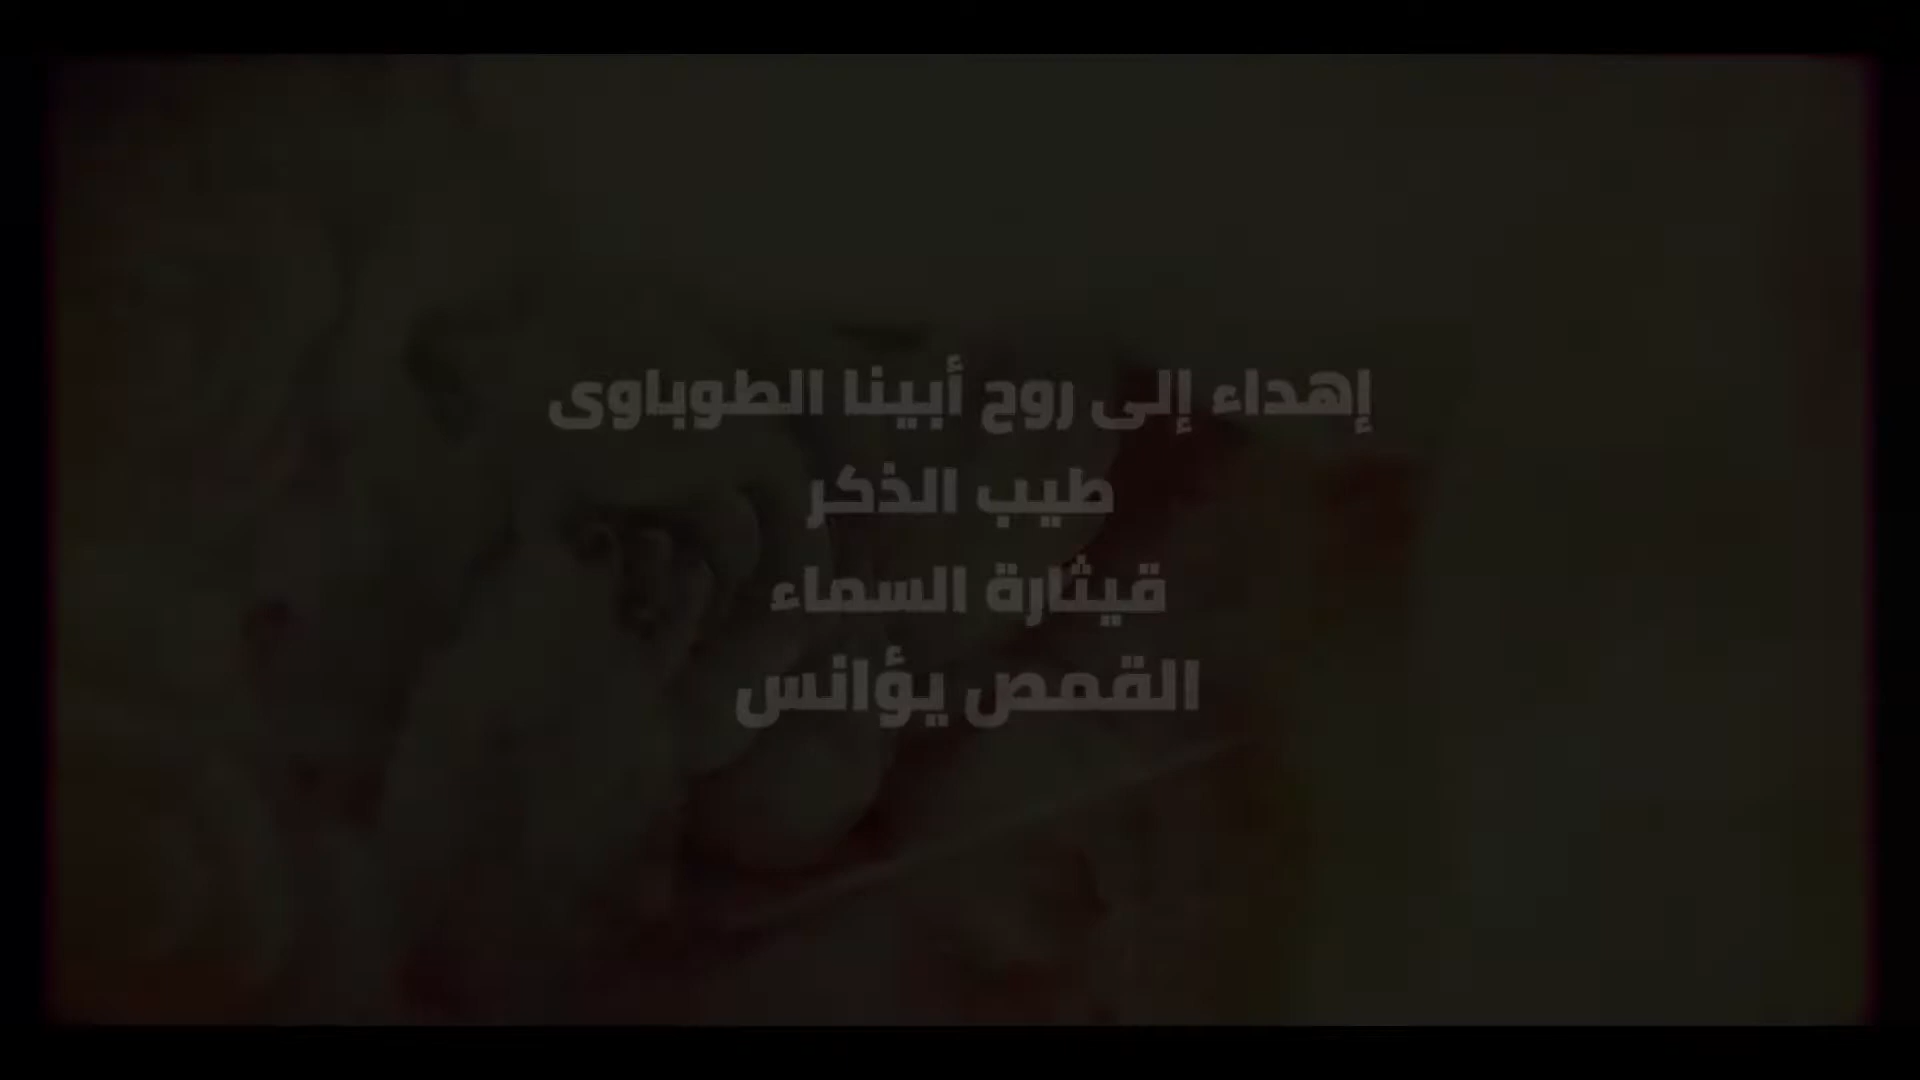 إهداء إلى روح أبينا الطوباوى
طيب الذكر
قيثارة السماء
القمص يؤانس